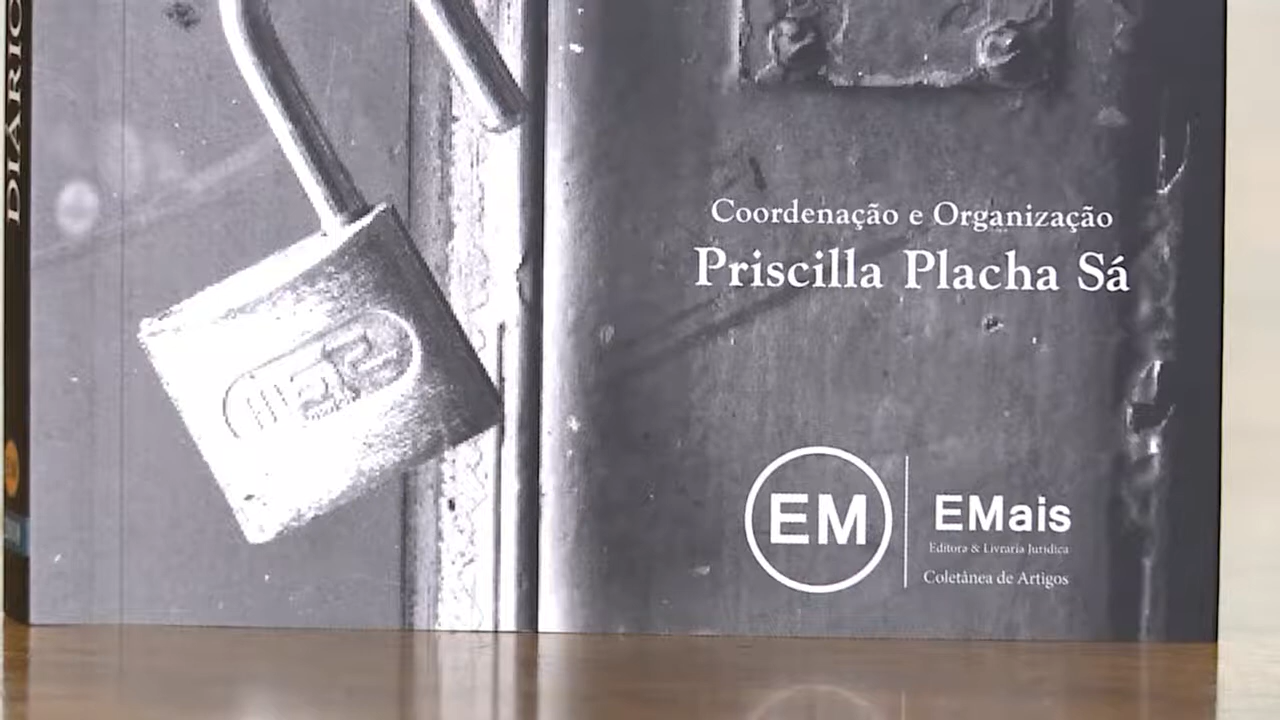 DIÁRIO
Coordenação e Organização
Priscilla Placha Sá
EM
EMais
Editora & Livraria Jurídica
Coletânea de Artigos